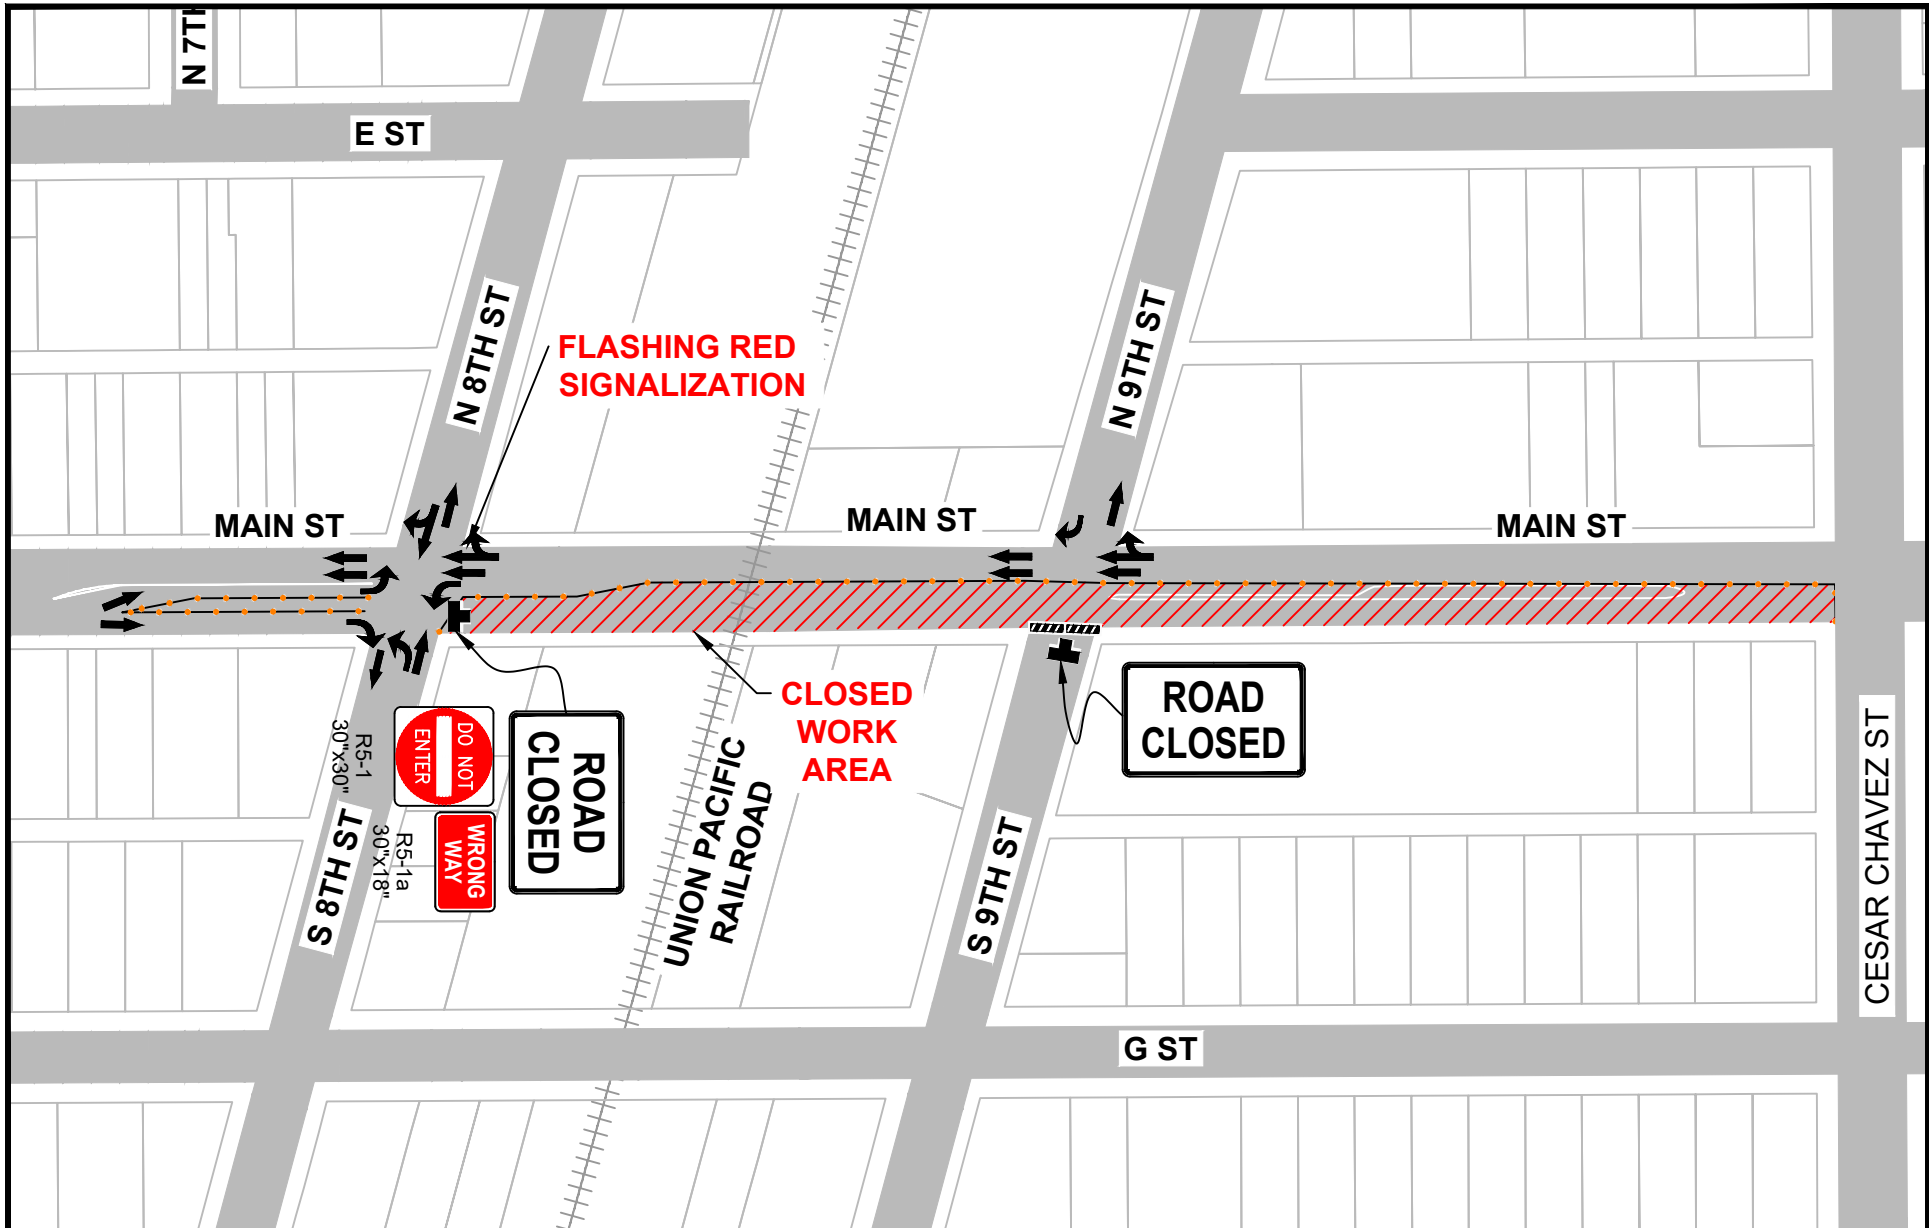 N 7TH
E ST
N 8TH ST
FLASHING RED
SIGNALIZATION
N 9TH ST
MAIN ST
MAIN ST
MAIN ST
CLOSED
WORK
AREA
ROAD
CLOSED
ROAD
CLOSED
DO NOT
ENTER
R5-1
30"x30"
WRONG
WAY
R5-1a
30"x18"
S 8TH ST
UNION PACIFIC
RAILROAD
S 9TH ST
CESAR CHAVEZ ST
G ST